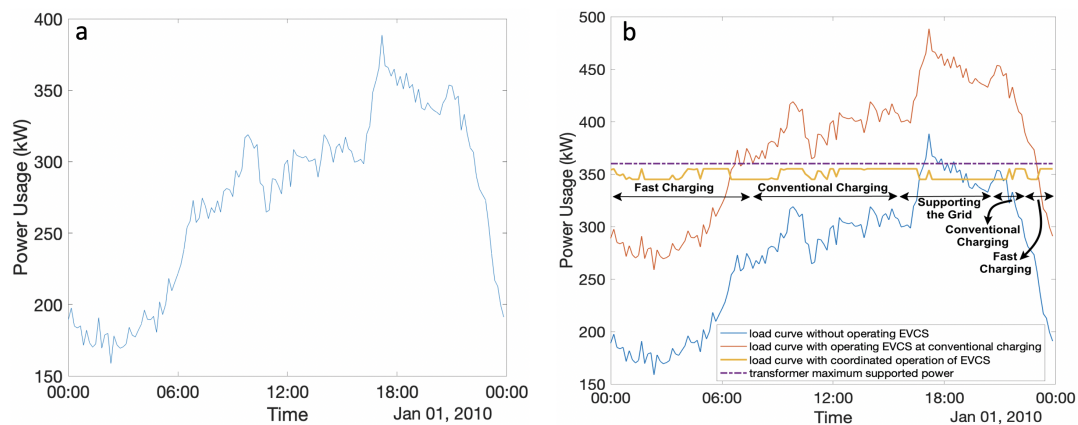 a
400
350
300
250
200
150
Power Usage (kW)
00:00
06:00
12:00
18:00
00:00
Time
Jan 01, 2010
b
500
450
400
350
300
250
200
150
Power Usage (kW)
Fast Charging
Conventional Charging
Supporting
the Grid
Conventional
Charging
Fast
Charging
load curve without operating EVCS
load curve with operating EVCS at conventional charging
load curve with coordinated operation of EVCS
transformer maximum supported power
00:00
06:00
12:00
18:00
00:00
Time
Jan 01, 2010